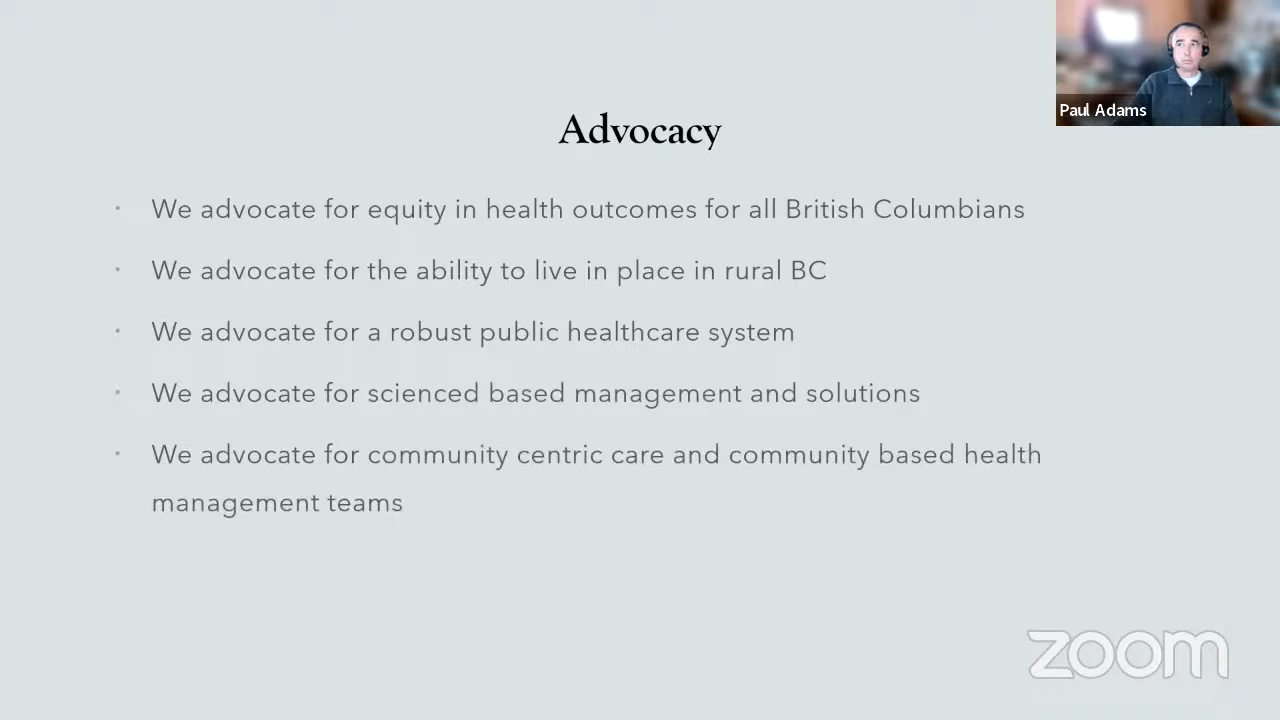 Paul Adams
Advocacy
· We advocate for equity in health outcomes for all British Columbians
· We advocate for the ability to live in place in rural BC
· We advocate for a robust public healthcare system
· We advocate for scienced based management and solutions
· We advocate for community centric care and community based health
management teams
zoom